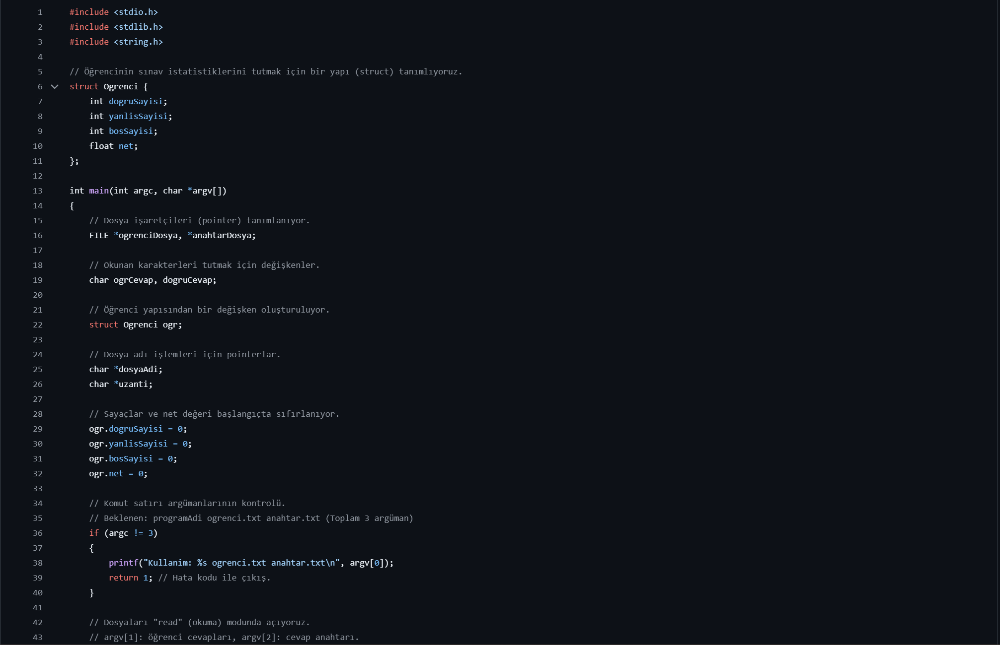 1 #include <stdio.h>
2 #include <stdlib.h>
3 #include <string.h>
4
5 // Öğrencinin sınav istatistiklerini tutmak için bir yapı (struct) tanımlıyoruz.
6 struct Ogrenci {
7     int dogruSayisi;
8     int yanlisSayisi;
9     int bosSayisi;
10     float net;
11 };
12
13 int main(int argc, char *argv[])
14 {
15     // Dosya işaretçileri (pointer) tanımlanıyor.
16     FILE *ogrenciDosya, *anahtarDosya;
17
18     // Okunan karakterleri tutmak için değişkenler.
19     char ogrCevap, dogruCevap;
20
21     // Öğrenci yapısından bir değişken oluşturuluyor.
22     struct Ogrenci ogr;
23
24     // Dosya adı işlemleri için pointerlar.
25     char *dosyaAdi;
26     char *uzanti;
27
28     // Sayaçlar ve net değeri başlangıçta sıfırlanıyor.
29     ogr.dogruSayisi = 0;
30     ogr.yanlisSayisi = 0;
31     ogr.bosSayisi = 0;
32     ogr.net = 0;
33
34     // Komut satırı argümanlarının kontrolü.
35     // Beklenen: programAdi ogrenci.txt anahtar.txt (Toplam 3 argüman)
36     if (argc != 3)
37     {
38         printf("Kullanim: %s ogrenci.txt anahtar.txt\n", argv[0]);
39         return 1; // Hata kodu ile çıkış.
40     }
41
42     // Dosyaları "read" (okuma) modunda açıyoruz.
43     // argv[1]: öğrenci cevapları, argv[2]: cevap anahtarı.